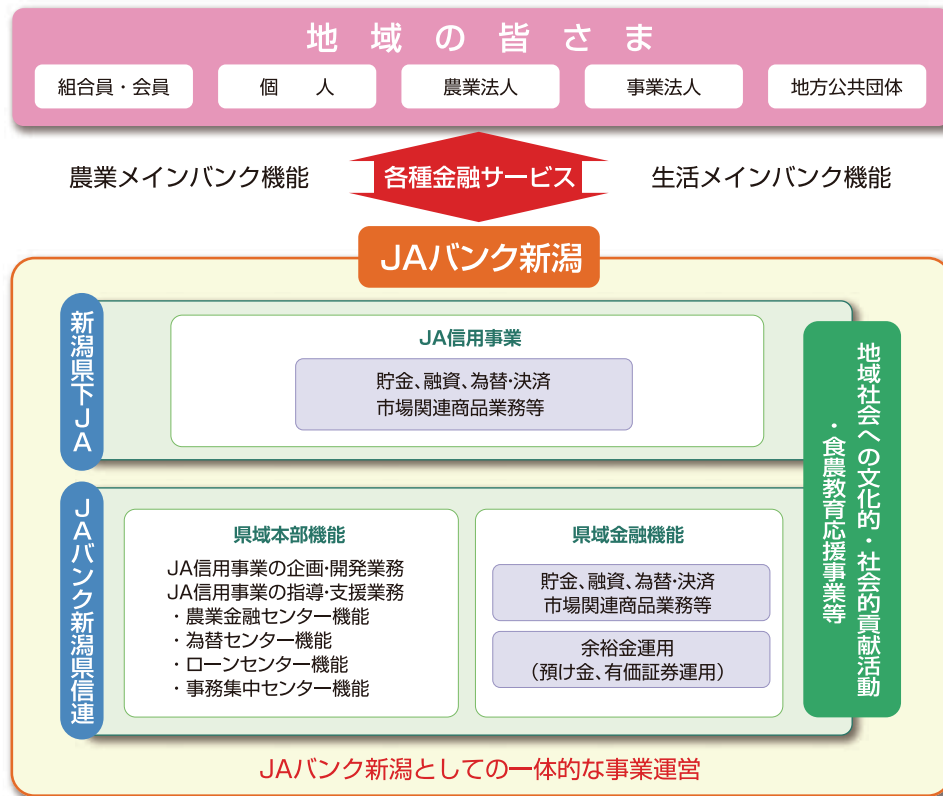 地域の皆さま
組合員・会員
個　人
農業法人
事業法人
地方公共団体
農業メインバンク機能
各種金融サービス
生活メインバンク機能
JAバンク新潟
新潟県下JA
JA信用事業
貯金、融資、為替・決済
市場関連商品業務等
JAバンク新潟県信連
県域本部機能
JA信用事業の企画・開発業務
JA信用事業の指導・支援業務
・農業金融センター機能
・為替センター機能
・ローンセンター機能
・事務集中センター機能
県域金融機能
貯金、融資、為替・決済
市場関連商品業務等
余裕金運用
（預け金、有価証券運用）
地域社会への文化的・社会的貢献活動
・食農教育応援事業等
JAバンク新潟としての一体的な事業運営